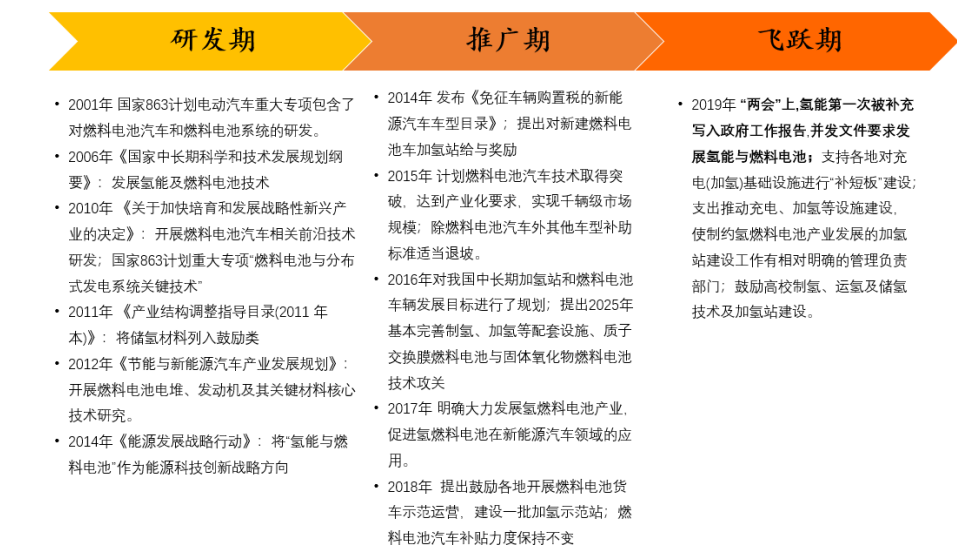 研发期
推广期
飞跃期
• 2001年 国家863计划电动汽车重大专项包含了
对燃料电池汽车和燃料电池系统的研发。
• 2006年《国家中长期科学和技术发展规划纲
要》：发展氢能及燃料电池技术
• 2010年 《关于加快培育和发展战略性新兴产
业的决定》：开展燃料电池汽车相关前沿技术
研发；国家863计划重大专项“燃料电池与分布
式发电系统关键技术”
• 2011年 《产业结构调整指导目录(2011 年
本)》：将储氢材料列入鼓励类
• 2012年《节能与新能源汽车产业发展规划》：
开展燃料电池电堆、发动机及其关键材料核心
技术研究。
• 2014年《能源发展战略行动》：将“氢能与燃
料电池”作为能源科技创新战略方向
• 2014年 发布《免征车辆购置税的新能
源汽车车型目录》；提出对新建燃料电
池车加氢站给与奖励
• 2015年 计划燃料电池汽车技术取得突
破，达到产业化要求，实现千辆级市场
规模；除燃料电池汽车外其他车型补助
标准适当退坡。
• 2016年对我国中长期加氢站和燃料电池
车辆发展目标进行了规划；提出2025年
基本完善制氢、加氢等配套设施、质子
交换膜燃料电池与固体氧化物燃料电池
技术攻关
• 2017年 明确大力发展氢燃料电池产业，
促进氢燃料电池在新能源汽车领域的应
用。
• 2018年 提出鼓励各地开展燃料电池货
车示范运营，建设一批加氢示范站；燃
料电池汽车补贴力度保持不变
• 2019年 “两会”上,氢能第一次被补充
写入政府工作报告,并发文件要求发
展氢能与燃料电池；支持各地对充
电(加氢)基础设施进行“补短板”建设；
支出推动充电、加氢等设施建设，
使制约氢燃料电池产业发展的加氢
站建设工作有相对明确的管理负责
部门；鼓励高校制氢、运氢及储氢
技术及加氢站建设。